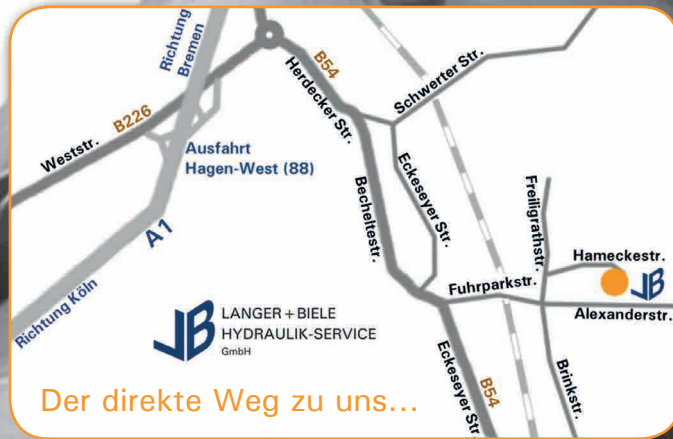 Richtung
Bremen
B54
Herdecker Str.
Schwerter Str.
B226
Weststr.
Ausfahrt
Hagen-West (88)
Eckeseyer Str.
Becheltestr.
Freiligrathstr.
A1
Hameckestr.
Fuhrparkstr.
Alexanderstr.
Richtung Köln
LANGER + BIELE
HYDRAULIK-SERVICE
GmbH
Eckeseyer Str.
B54
Brinkstr.
Der direkte Weg zu uns...